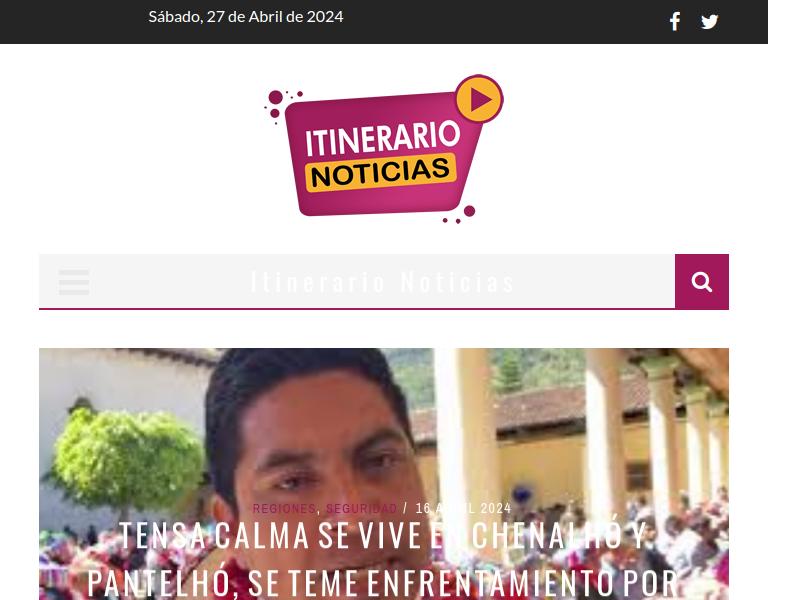 Sábado, 27 de Abril de 2024
ITINERARIO
NOTICIAS
Itinerario Noticias
REGIONES, SEGURIDAD / 16 ABRIL 2024
TENSA CALMA SE VIVE EN CHENALHÓ Y
PANTELHÓ, SE TEME ENFRENTAMIENTO POR